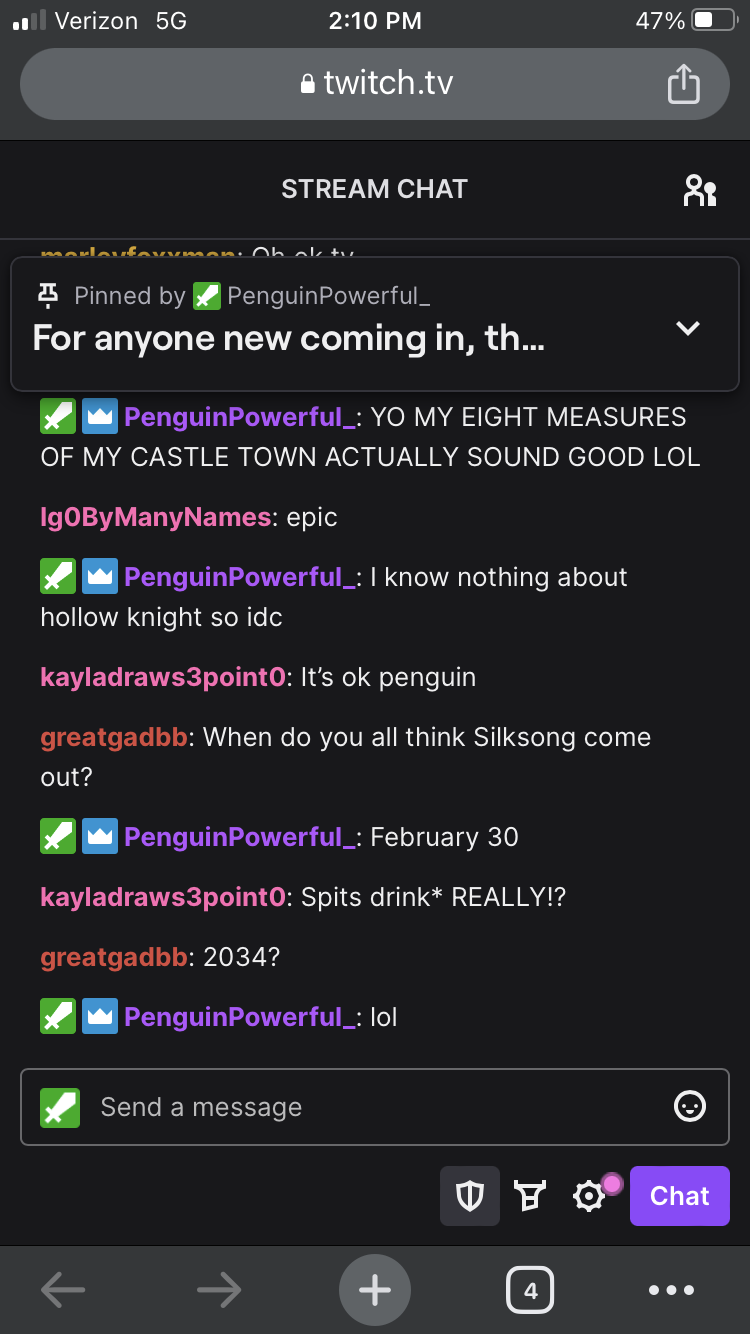 Verizon 5G 2:10 PM 47%
twitch.tv
STREAM CHAT
marleyfoxxman: Oh ok ty
Pinned by PenguinPowerful_
For anyone new coming in, th...
PenguinPowerful_: YO MY EIGHT MEASURES
OF MY CASTLE TOWN ACTUALLY SOUND GOOD LOL
lg0ByManyNames: epic
PenguinPowerful_: I know nothing about
hollow knight so idc
kayladraws3point0: It’s ok penguin
greatgadbb: When do you all think Silksong come
out?
PenguinPowerful_: February 30
kayladraws3point0: Spits drink* REALLY!?
greatgadbb: 2034?
PenguinPowerful_: lol
Send a message
Chat
4